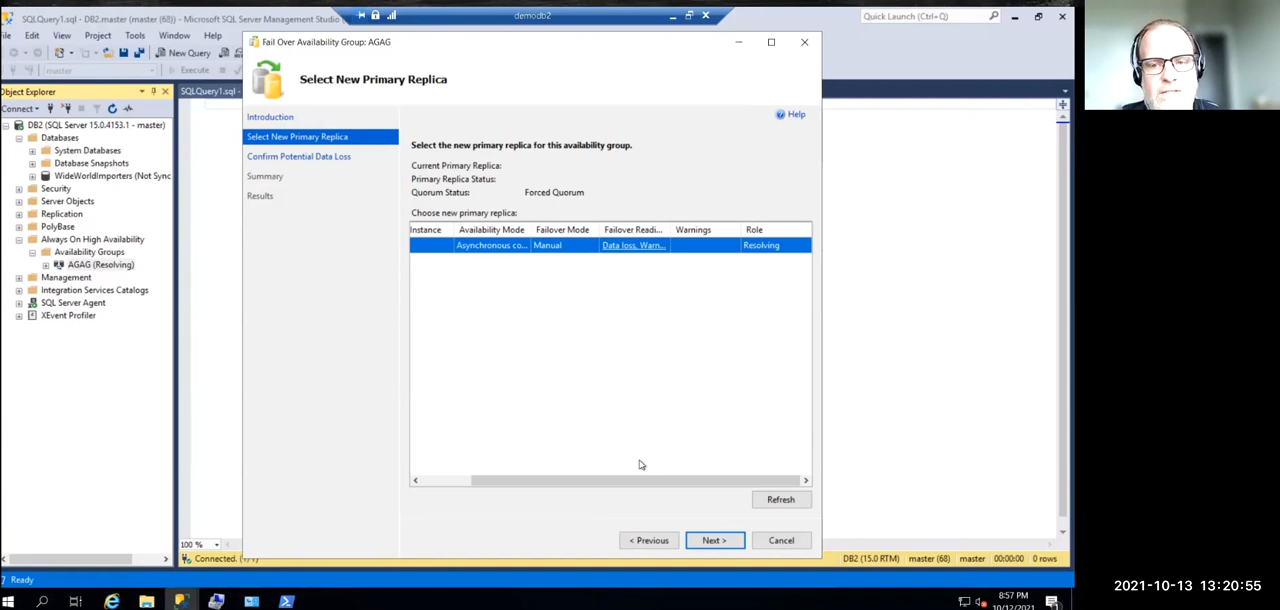 SQLQuery1.sql - DB2.master (master (68)) - Microsoft SQL Server Management Studio
demodb2
Quick Launch (Ctrl+Q)
File Edit View Project Tools Window Help
New Query
master
Execute
Object Explorer
Connect
DB2 (SQL Server 15.0.4153.1 - master)
Databases
System Databases
Database Snapshots
WideWorldImporters (Not Sync
Security
Server Objects
Replication
PolyBase
Always On High Availability
Availability Groups
AGAG (Resolving)
Management
Integration Services Catalogs
SQL Server Agent
XEvent Profiler
SQLQuery1.sql -
Fail Over Availability Group: AGAG
Select New Primary Replica
Introduction
Select New Primary Replica
Confirm Potential Data Loss
Summary
Results
Help
Select the new primary replica for this availability group.
Current Primary Replica:
Primary Replica Status:
Quorum Status: Forced Quorum
Choose new primary replica:
Instance Availability Mode Failover Mode Failover Readi... Warnings Role
Asynchronous co... Manual Data loss, Warn... Resolving
Refresh
< Previous Next > Cancel
100 %
Connected. (1/1)
DB2 (15.0 RTM) master (68) master 00:00:00 0 rows
Ready
8:57 PM
10/12/2021
2021-10-13 13:20:55